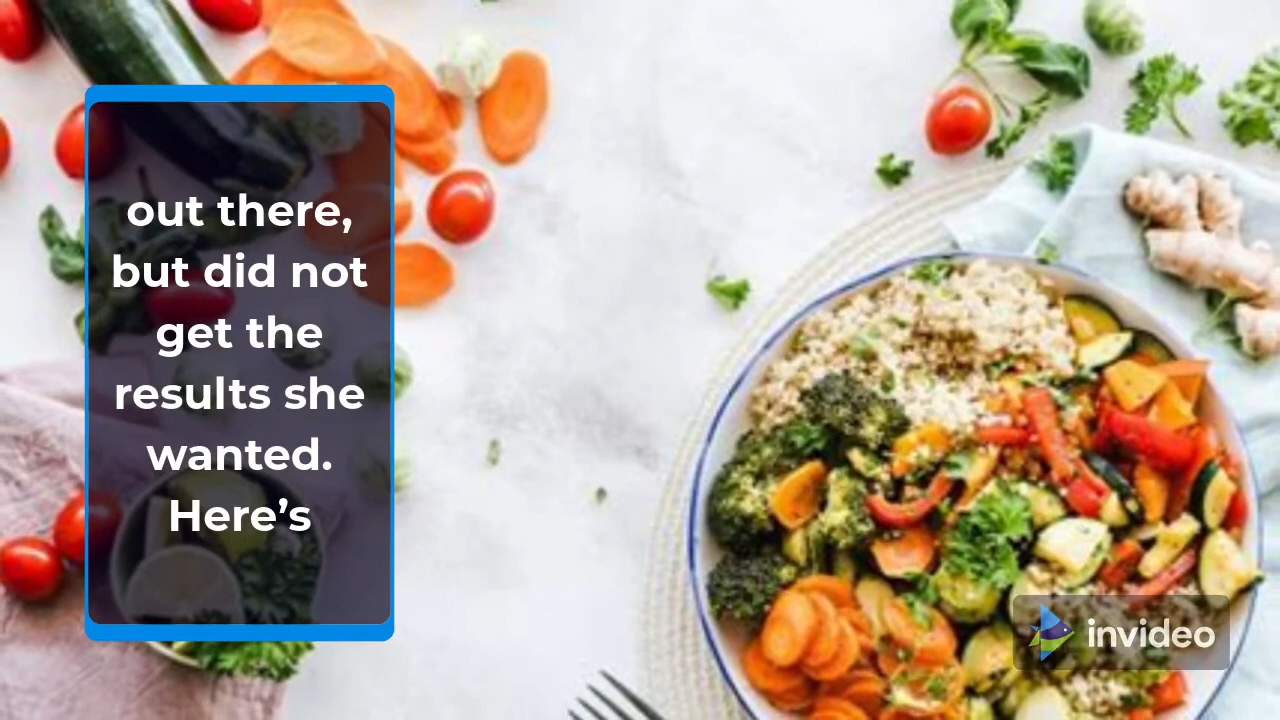 out there,
but did not
get the
results she
wanted.
Here’s
invideo